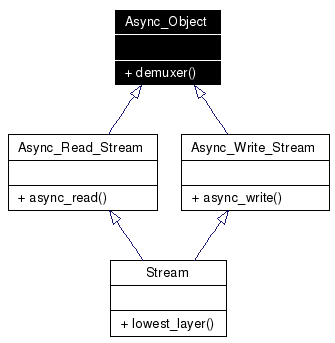 Async_Object
+ demuxer()
Async_Read_Stream
+ async_read()
Async_Write_Stream
+ async_write()
Stream
+ lowest_layer()